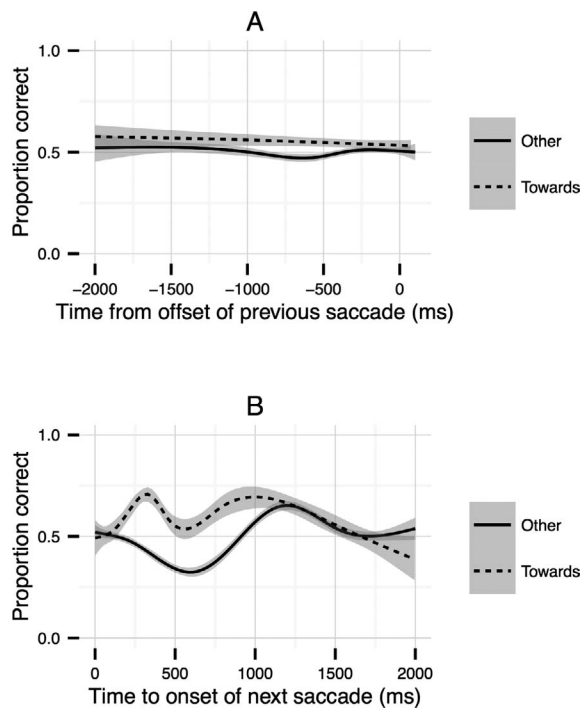 A
Proportion correct
1.0
0.5
0.0
−2000 −1500 −1000 −500 0
Time from offset of previous saccade (ms)
Other
Towards
B
Proportion correct
1.0
0.5
0.0
0 500 1000 1500 2000
Time to onset of next saccade (ms)
Other
Towards